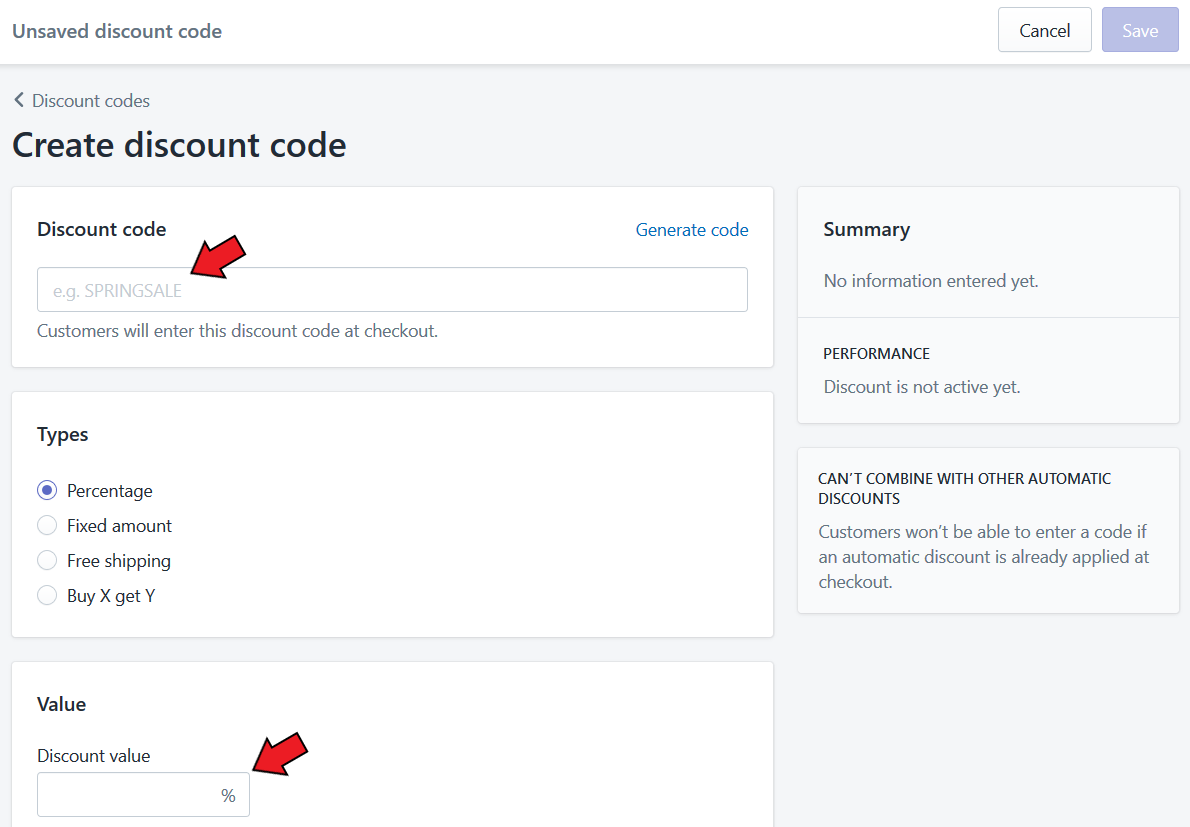 Unsaved discount code
Cancel
Save
Discount codes
Create discount code
Discount code
Generate code
e.g. SPRINGSALE
Customers will enter this discount code at checkout.
Types
Percentage
Fixed amount
Free shipping
Buy X get Y
Value
Discount value
%
Summary
No information entered yet.
PERFORMANCE
Discount is not active yet.
CAN’T COMBINE WITH OTHER AUTOMATIC
DISCOUNTS
Customers won’t be able to enter a code if
an automatic discount is already applied at
checkout.